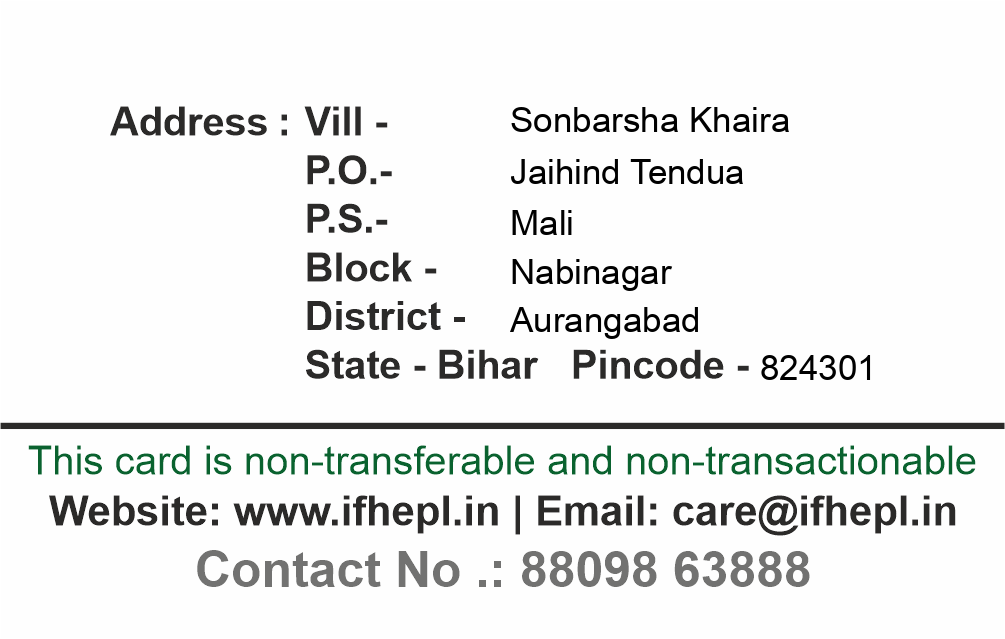 Address : Vill - Sonbarsha Khaira
P.O.- Jaihind Tendua
P.S.- Mali
Block - Nabinagar
District - Aurangabad
State - Bihar Pincode - 824301
This card is non-transferable and non-transactionable
Website: www.ifhepl.in | Email: care@ifhepl.in
Contact No .: 88098 63888